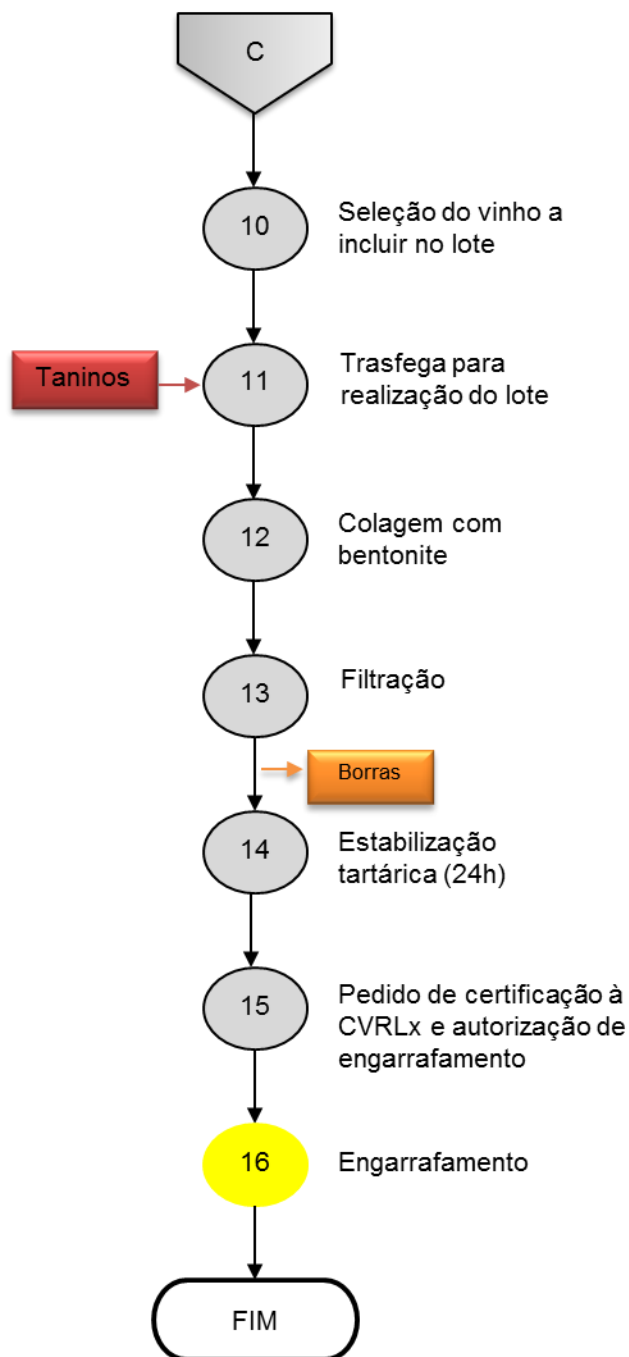 C
10
Seleção do vinho a
incluir no lote
Taninos
11
Trasfega para
realização do lote
12
Colagem com
bentonite
13
Filtração
Borras
14
Estabilização
tartárica (24h)
15
Pedido de certificação à
CVRLx e autorização de
engarrafamento
16
Engarrafamento
FIM